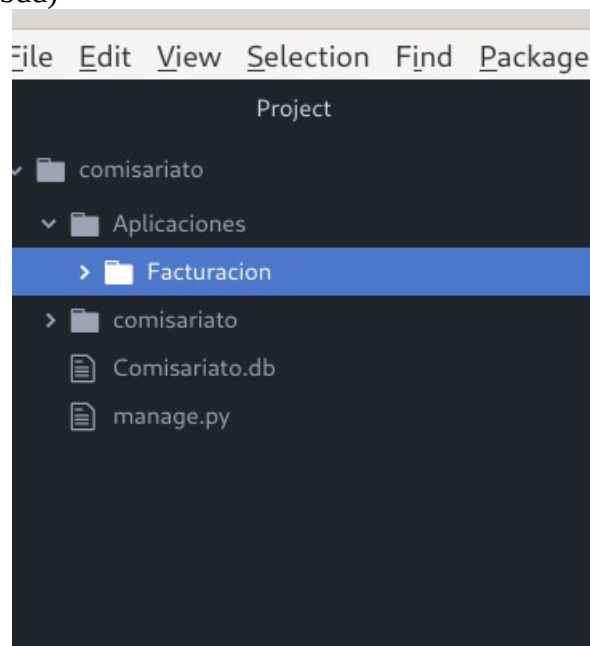 File Edit View Selection Find Package
Project
comisariato
Aplicaciones
Facturacion
comisariato
Comisariato.db
manage.py